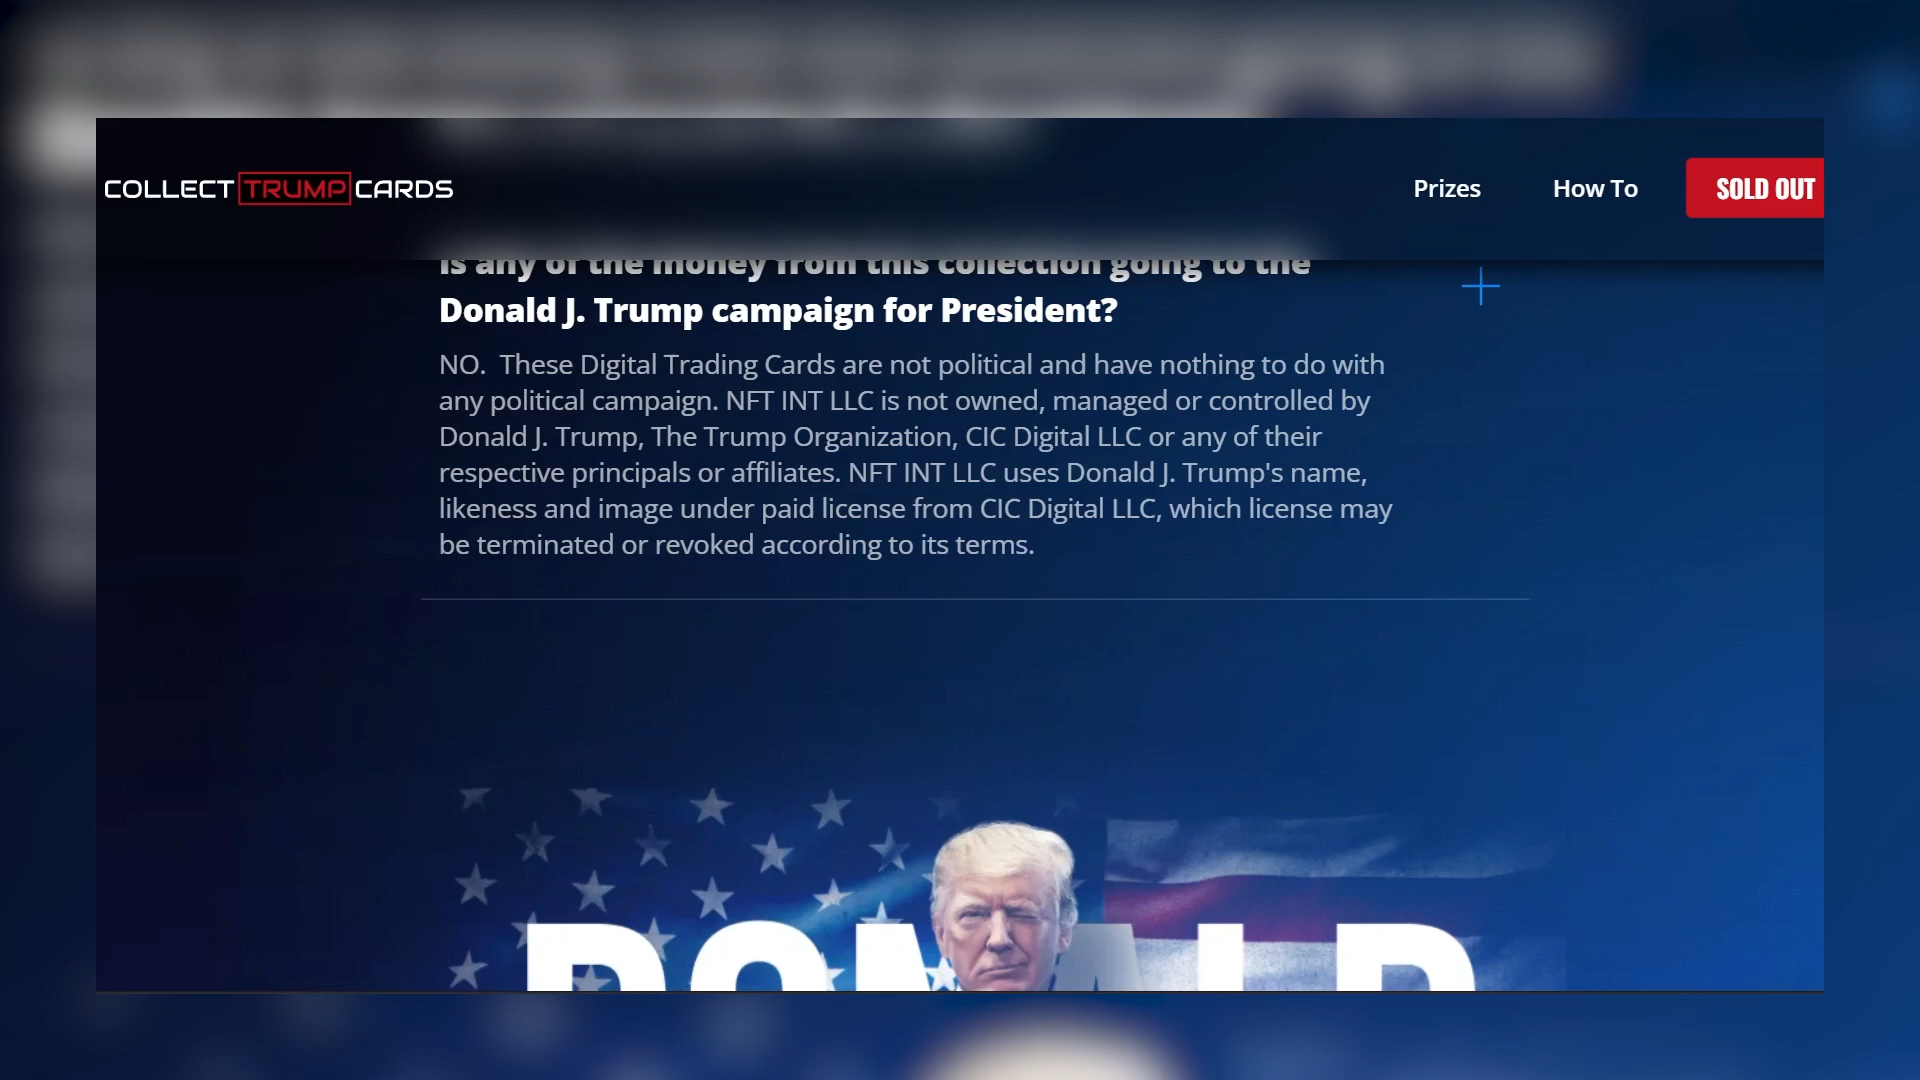 COLLECT TRUMP CARDS
Prizes
How To
SOLD OUT
Is any of the money from this collection going to the
Donald J. Trump campaign for President?
NO.  These Digital Trading Cards are not political and have nothing to do with
any political campaign. NFT INT LLC is not owned, managed or controlled by
Donald J. Trump, The Trump Organization, CIC Digital LLC or any of their
respective principals or affiliates. NFT INT LLC uses Donald J. Trump's name,
likeness and image under paid license from CIC Digital LLC, which license may
be terminated or revoked according to its terms.
DONALD